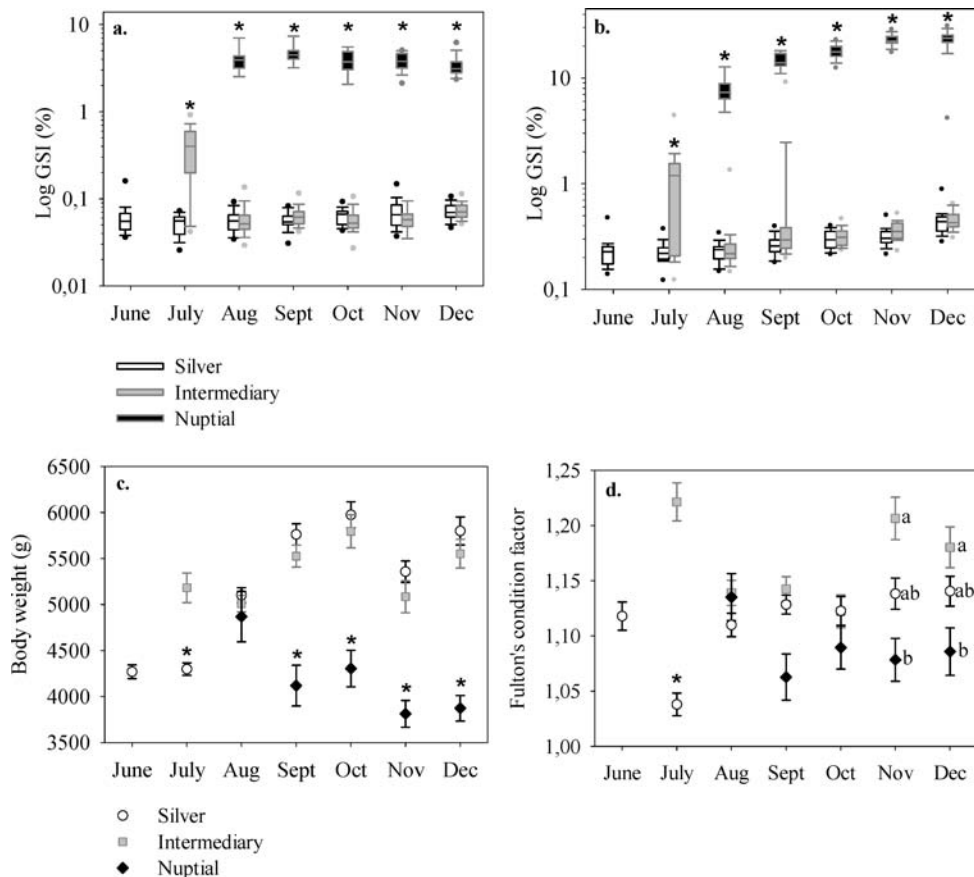 a.
Log GSI (%)
10
1
0,1
0,01
* * * * * *
June July Aug Sept Oct Nov Dec
b.
Log GSI (%)
10
1
0,1
* * * * * *
June July Aug Sept Oct Nov Dec
Silver
Intermediary
Nuptial
c.
Body weight (g)
6500
6000
5500
5000
4500
4000
3500
* * * * *
June July Aug Sept Oct Nov Dec
d.
Fulton's condition factor
1,25
1,20
1,15
1,10
1,05
1,00
a
a
ab ab
b b
*
June July Aug Sept Oct Nov Dec
Silver
Intermediary
Nuptial